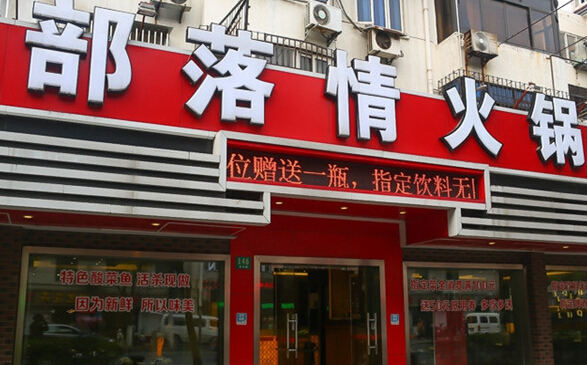 部落情火锅
位赠送一瓶,指定饮料无
146
特色酸菜鱼 活杀现做
因为新鲜 所以味美